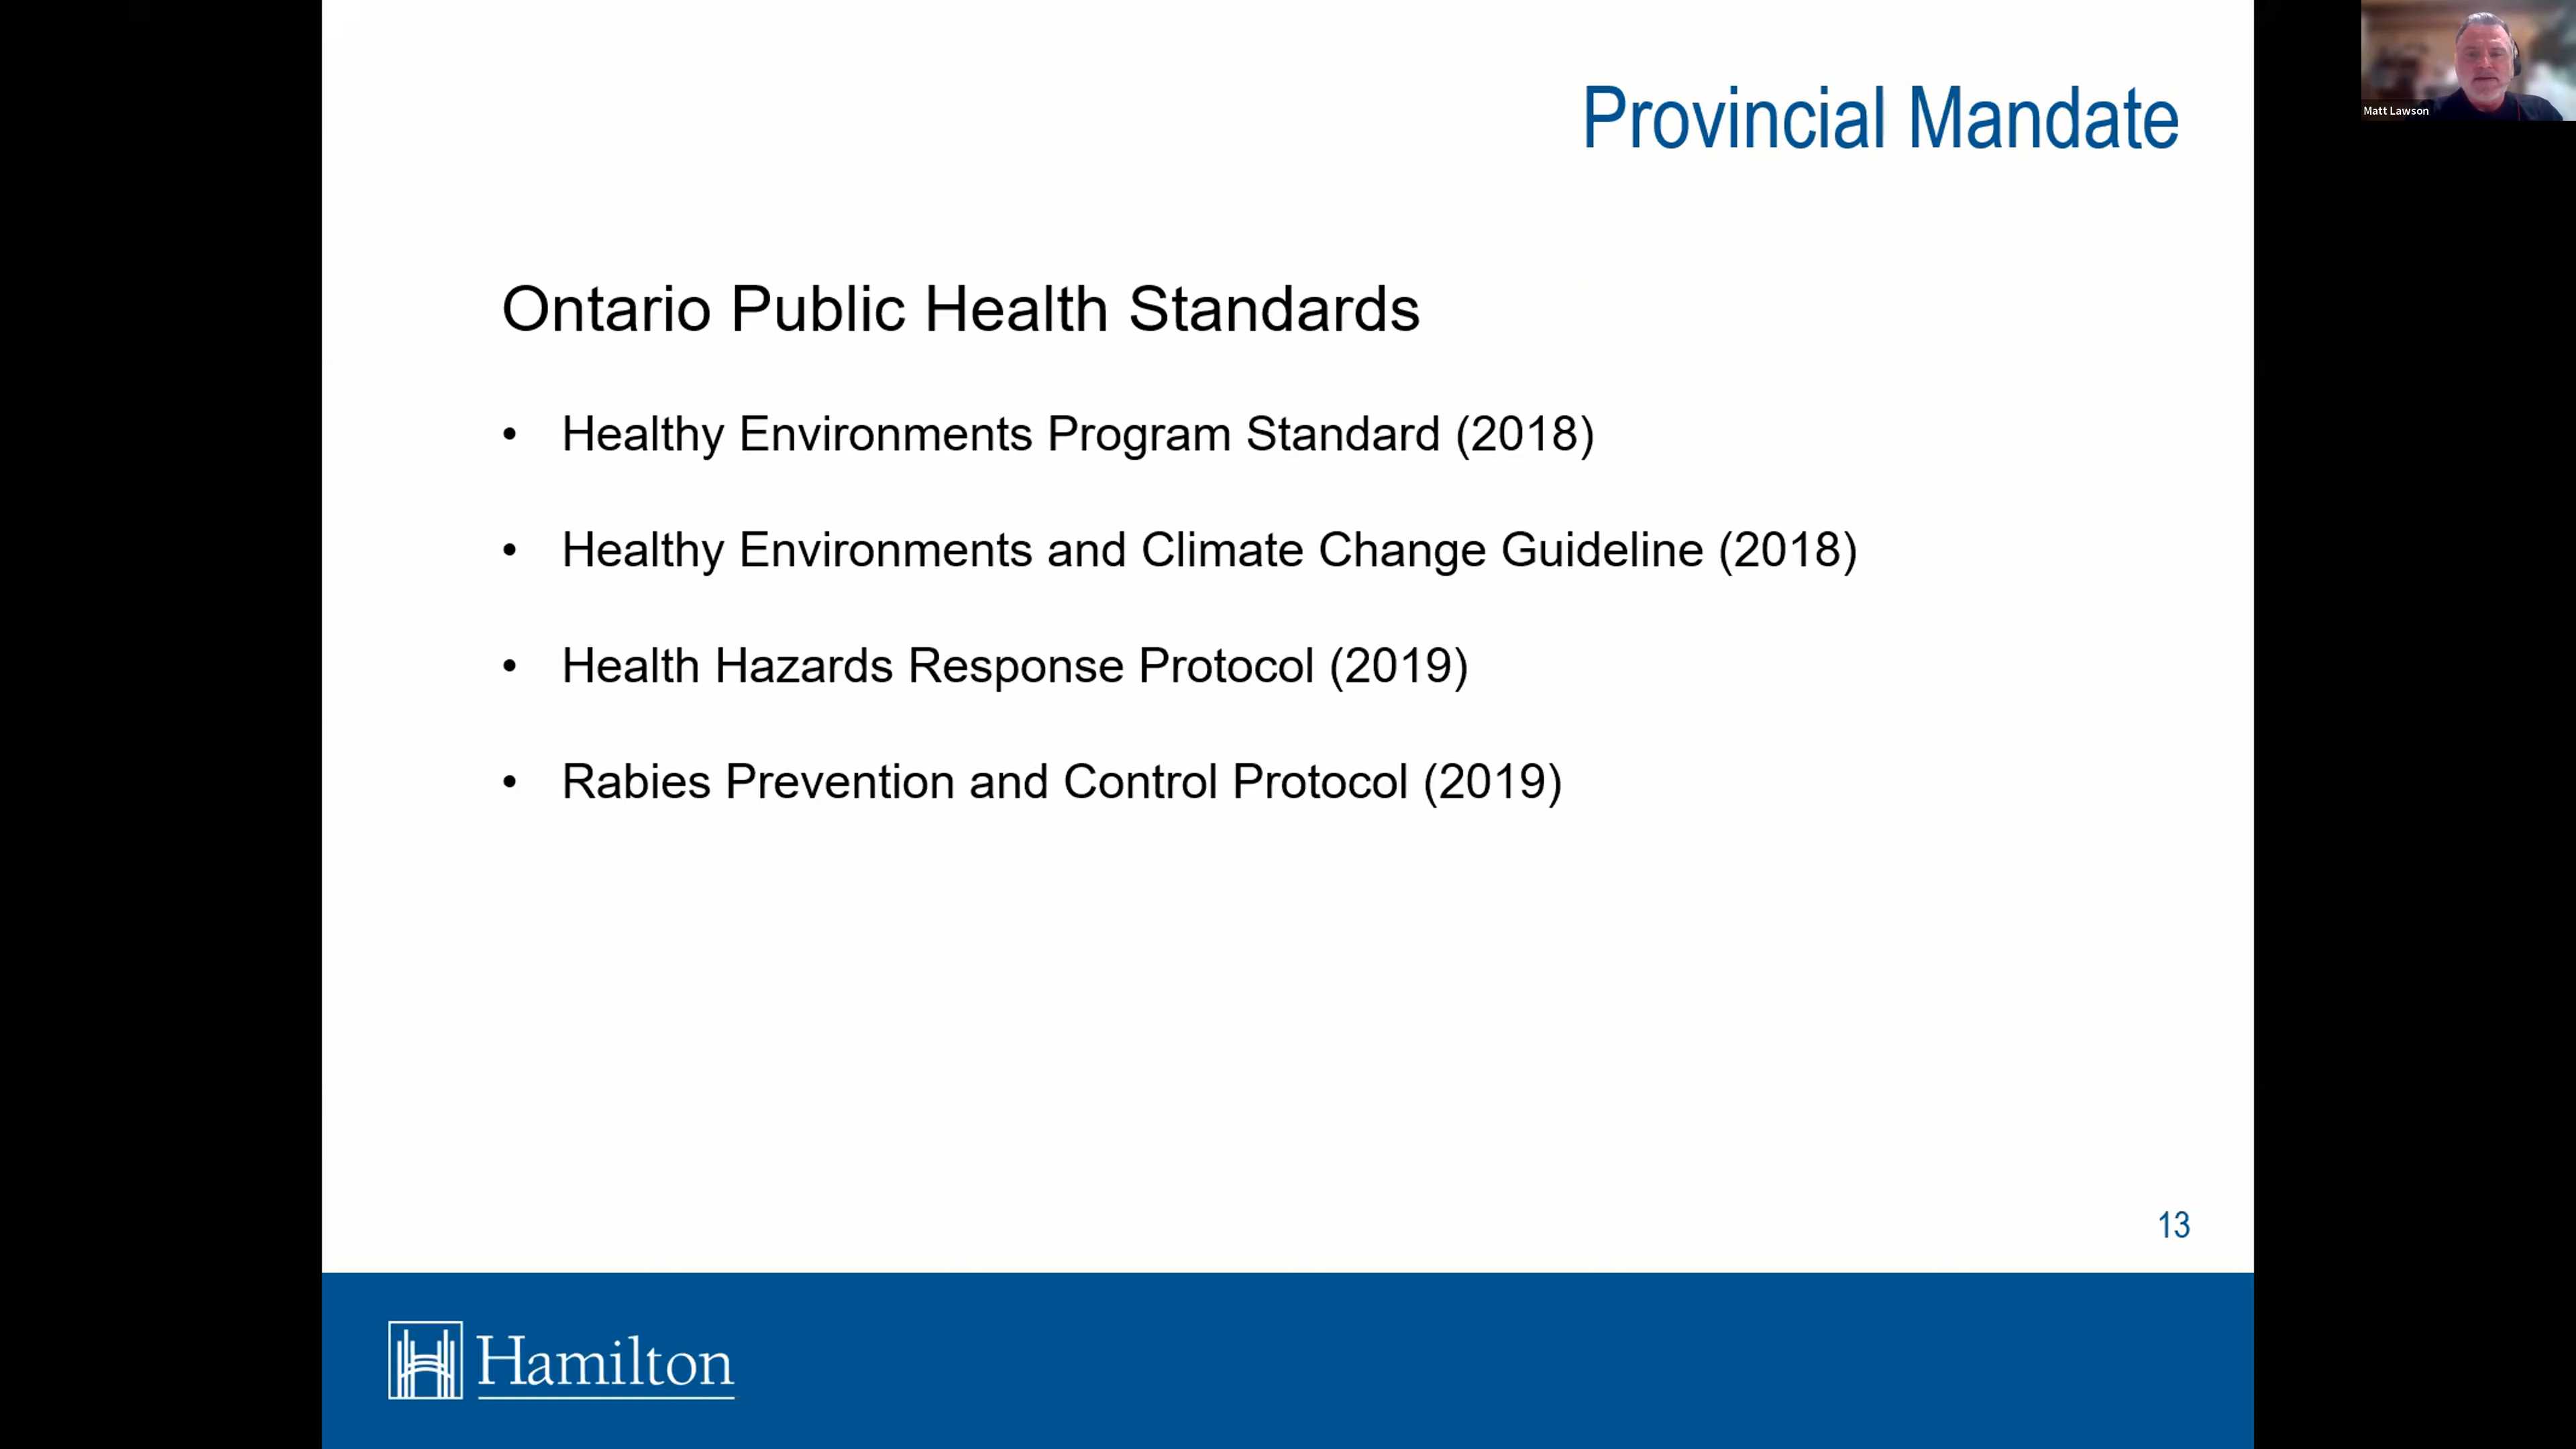 Provincial Mandate
Matt Lawson
Ontario Public Health Standards
• Healthy Environments Program Standard (2018)
• Healthy Environments and Climate Change Guideline (2018)
• Health Hazards Response Protocol (2019)
• Rabies Prevention and Control Protocol (2019)
13
Hamilton